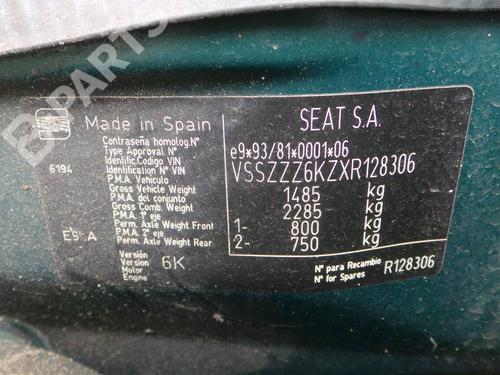 B-PARTS
SEAT S.A.
Made in Spain
Contraseña homolog. Nº
Type Approval Nº
e9*93/81*0001*06
Identific. Codigo VIN
Identification Nº VIN
VSSZZZ6KZXR128306
6194
P.M.A. Vehículo
Gross Vehicle Weight
1485 kg
P.M.A. del conjunto
Gross Comb. Weight
2285 kg
P.M.A. 1º eje
Perm. Axle Weight Front
1- 800 kg
P.M.A. 2º eje
Perm. Axle Weight Rear
2- 750 kg
Versión
Version
6K
Motor
Engine
Nº para Recambio
Nº for Spares
R128306